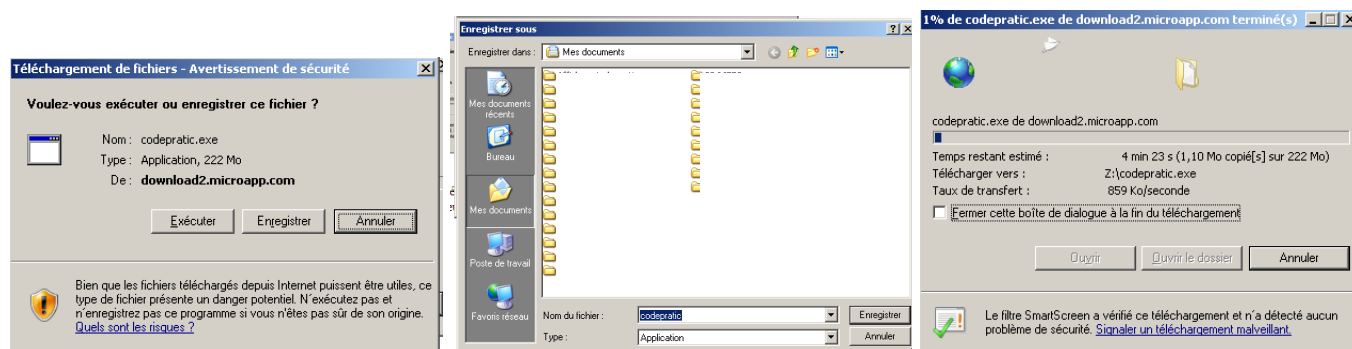 Téléchargement de fichiers - Avertissement de sécurité
Voulez-vous exécuter ou enregistrer ce fichier ?
Nom : codepratic.exe
Type : Application, 222 Mo
De : download2.microapp.com
Exécuter Enregistrer Annuler
Bien que les fichiers téléchargés depuis Internet puissent être utiles, ce
type de fichier présente un danger potentiel. N'exécutez pas et
n'enregistrez pas ce programme si vous n'êtes pas sûr de son origine.
Quels sont les risques ?
Enregistrer sous
Enregistrer dans : Mes documents
Mes documents
récents
Bureau
Mes documents
Poste de travail
Favoris réseau
Nom du fichier : codepratic Enregistrer
Type : Application Annuler
1% de codepratic.exe de download2.microapp.com terminé(s)
codepratic.exe de download2.microapp.com
Temps restant estimé : 4 min 23 s (1,10 Mo copié[s] sur 222 Mo)
Télécharger vers : Z:\codepratic.exe
Taux de transfert : 859 Ko/seconde
Fermer cette boîte de dialogue à la fin du téléchargement
Ouvrir Ouvrir le dossier Annuler
Le filtre SmartScreen a vérifié ce téléchargement et n'a détecté aucun
problème de sécurité. Signaler un téléchargement malveillant.